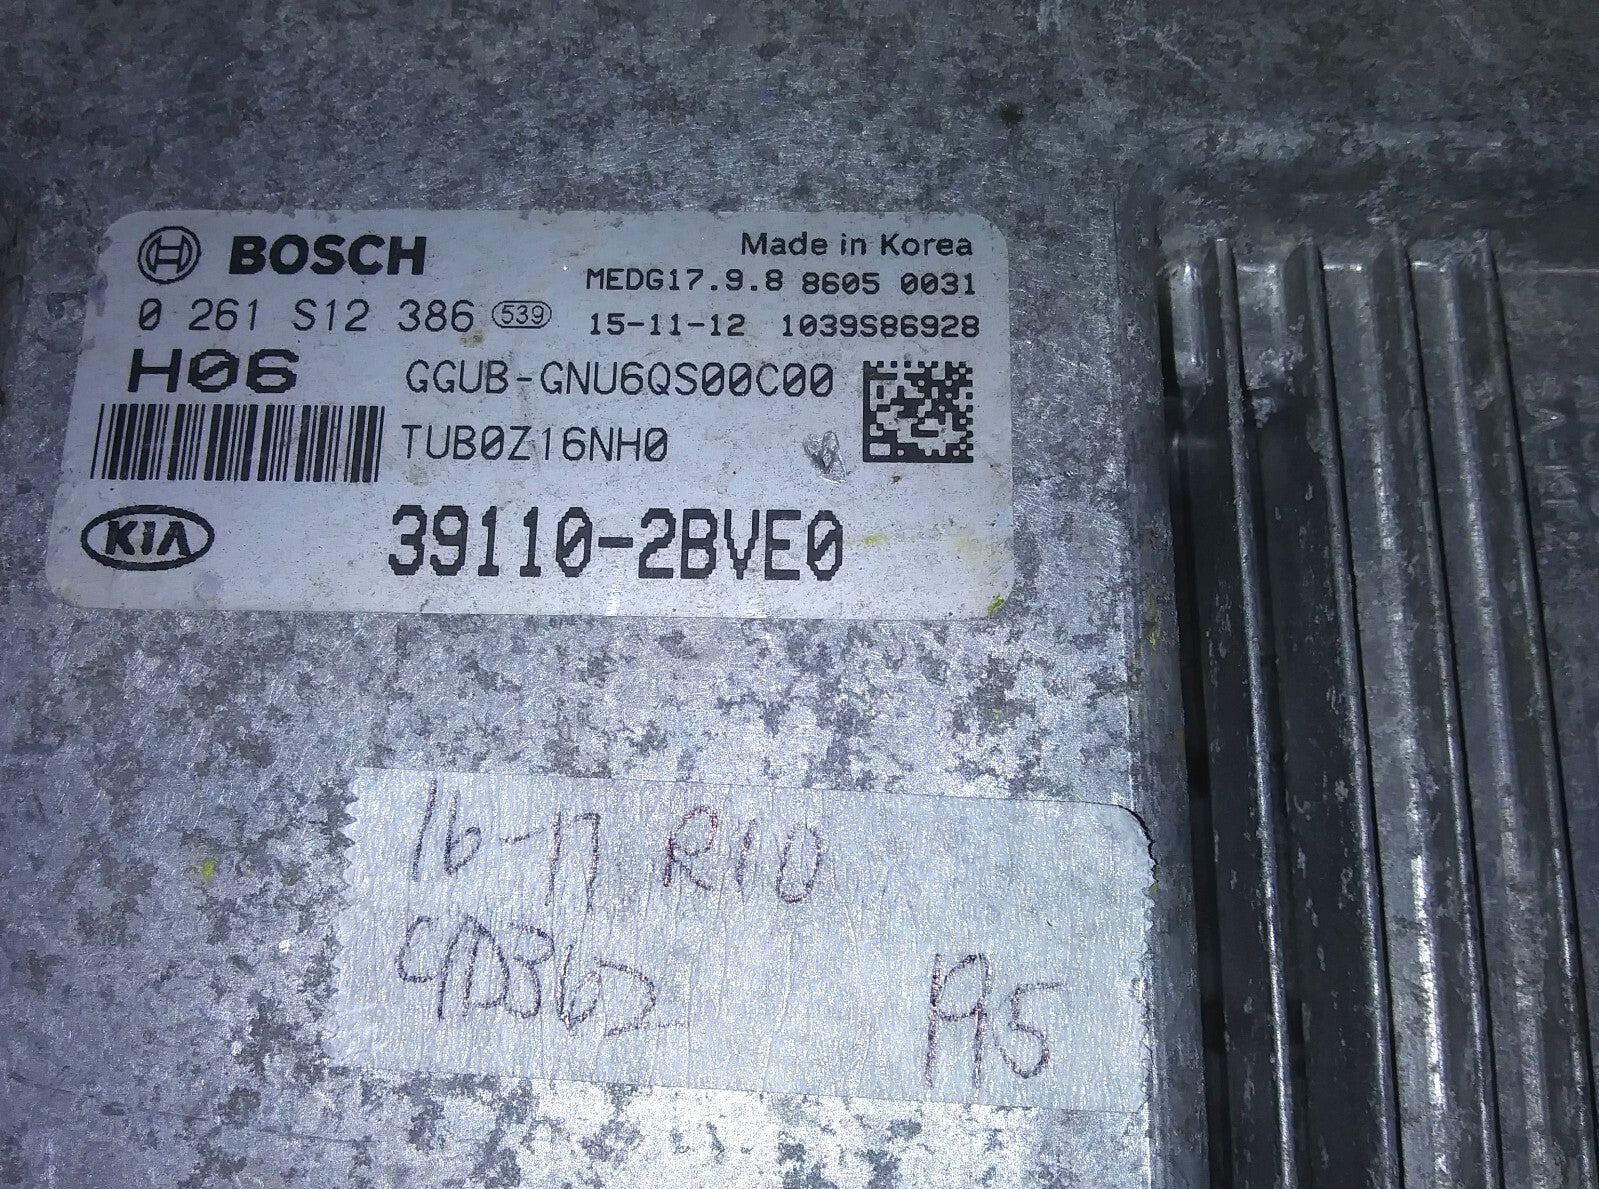 BOSCH
Made in Korea
MEDG17.9.8 8605 0031
0 261 S12 386 539
15-11-12 1039S86928
H06
GGUB-GNU6QS00C00
TUB0Z16NH0
KIA
39110-2BVE0
16-17 RIO
A5